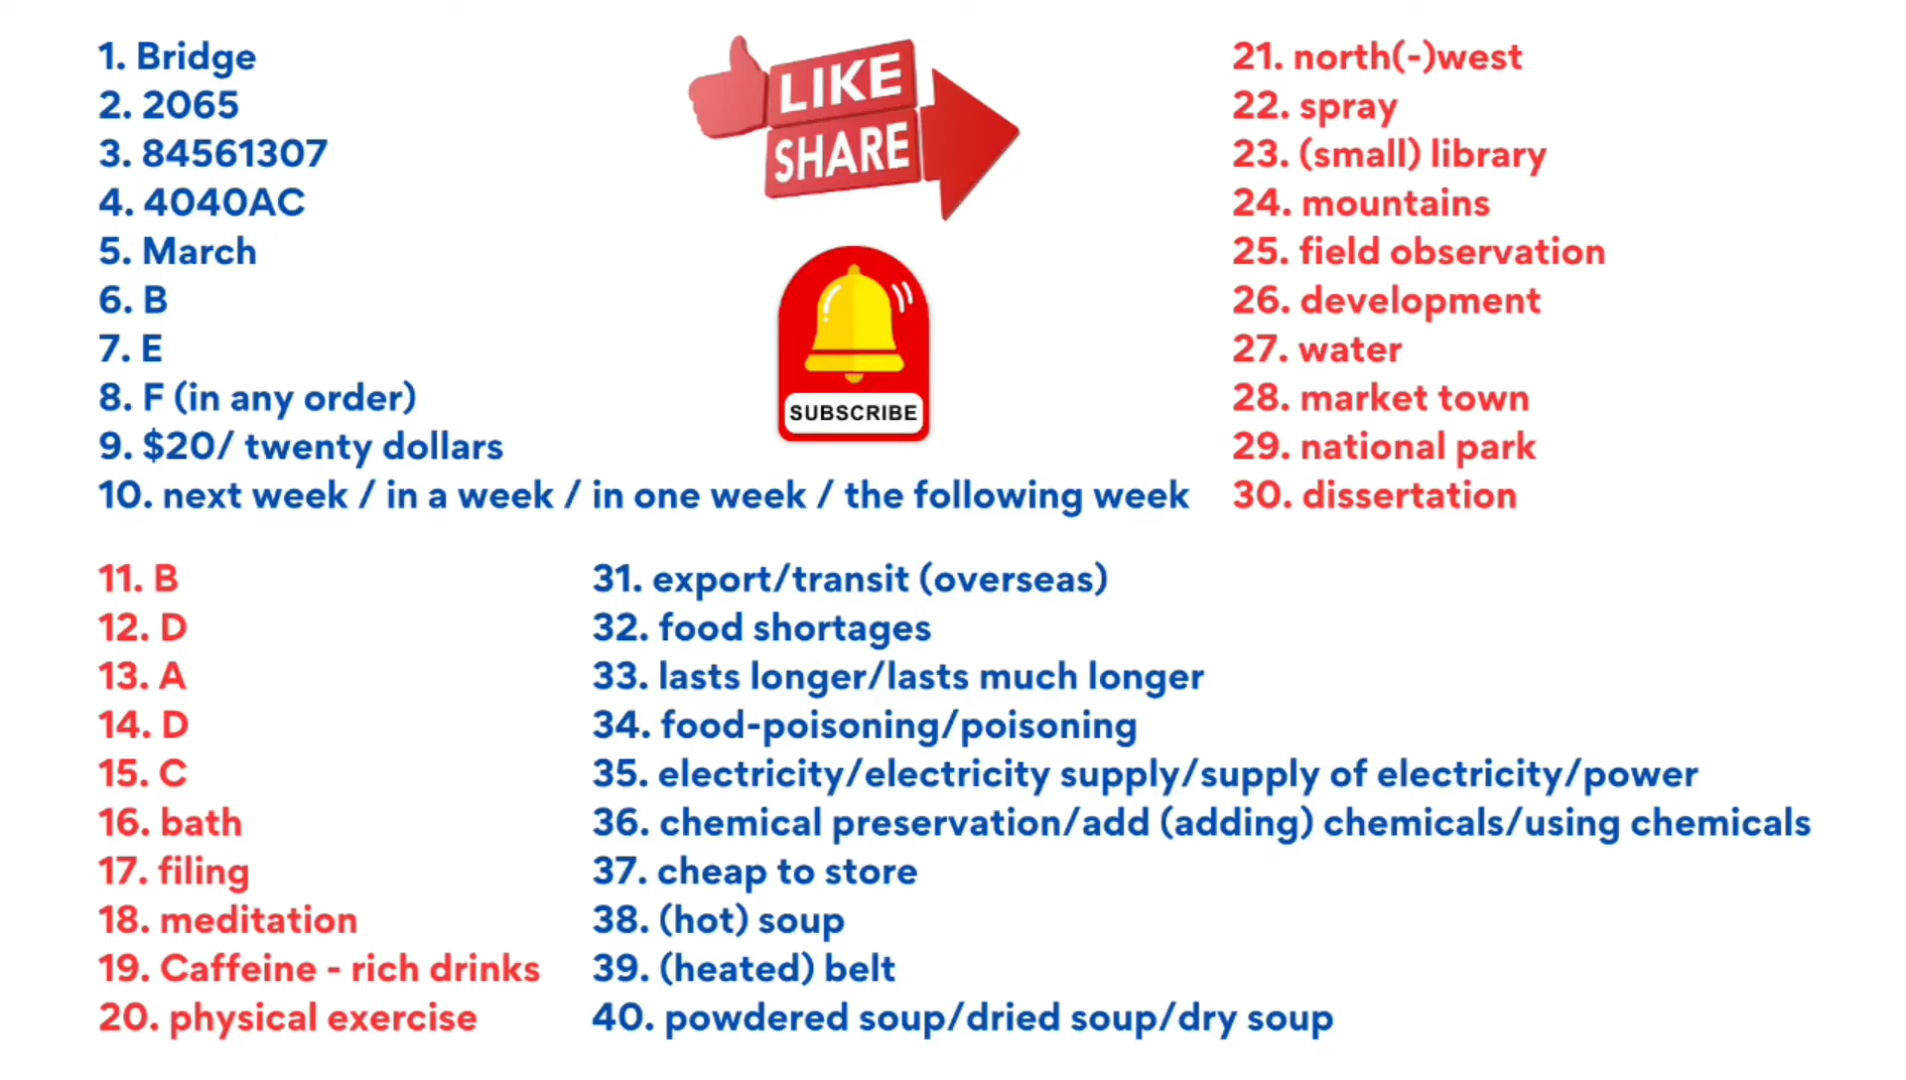 1. Bridge
2. 2065
3. 84561307
4. 4040AC
5. March
6. B
7. E
8. F (in any order)
9. $20/ twenty dollars
10. next week / in a week / in one week / the following week
LIKE
SHARE
SUBSCRIBE
21. north(-)west
22. spray
23. (small) library
24. mountains
25. field observation
26. development
27. water
28. market town
29. national park
30. dissertation
11. B
12. D
13. A
14. D
15. C
16. bath
17. filing
18. meditation
19. Caffeine - rich drinks
20. physical exercise
31. export/transit (overseas)
32. food shortages
33. lasts longer/lasts much longer
34. food-poisoning/poisoning
35. electricity/electricity supply/supply of electricity/power
36. chemical preservation/add (adding) chemicals/using chemicals
37. cheap to store
38. (hot) soup
39. (heated) belt
40. powdered soup/dried soup/dry soup